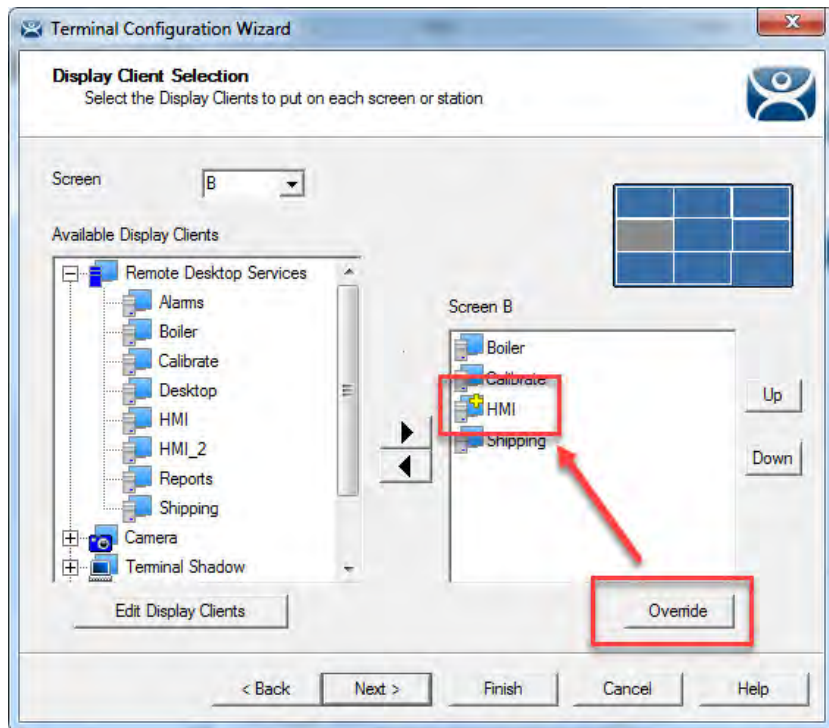 Terminal Configuration Wizard
Display Client Selection
Select the Display Clients to put on each screen or station
Screen
B
Available Display Clients
Remote Desktop Services
Alarms
Boiler
Calibrate
Desktop
HMI
HMI_2
Reports
Shipping
Camera
Terminal Shadow
Edit Display Clients
Screen B
Boiler
Calibrate
HMI
Shipping
Up
Down
Override
< Back
Next >
Finish
Cancel
Help